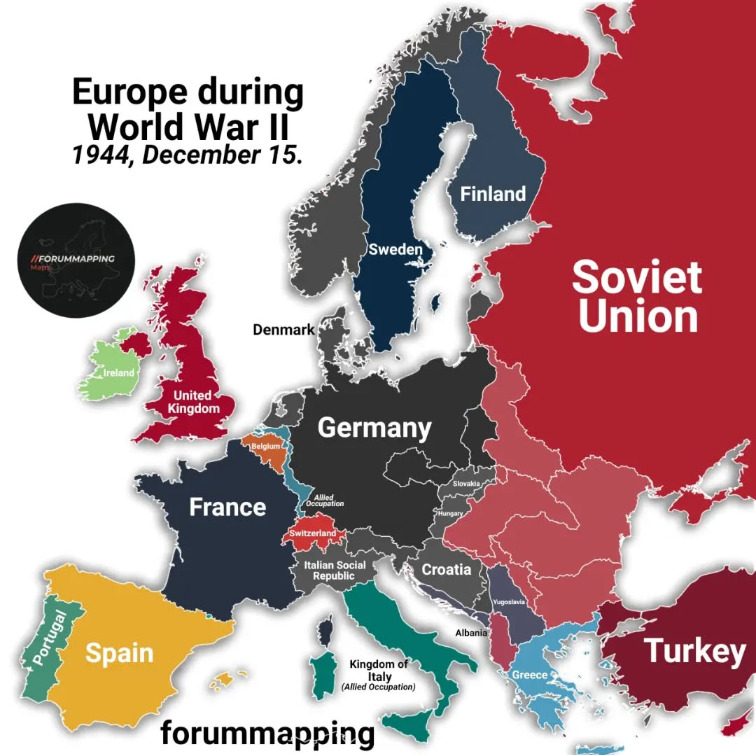 Europe during
World War II
1944, December 15.
//FORUMMAPPING
Maps
Finland
Sweden
Soviet
Union
Denmark
Ireland
United
Kingdom
Germany
Belgium
Slovakia
Allied
Occupation
France
Hungary
Switzerland
Italian Social
Republic
Croatia
Yugoslavia
Portugal
Spain
Albania
Turkey
Kingdom of
Italy
(Allied Occupation)
Greece
forummapping